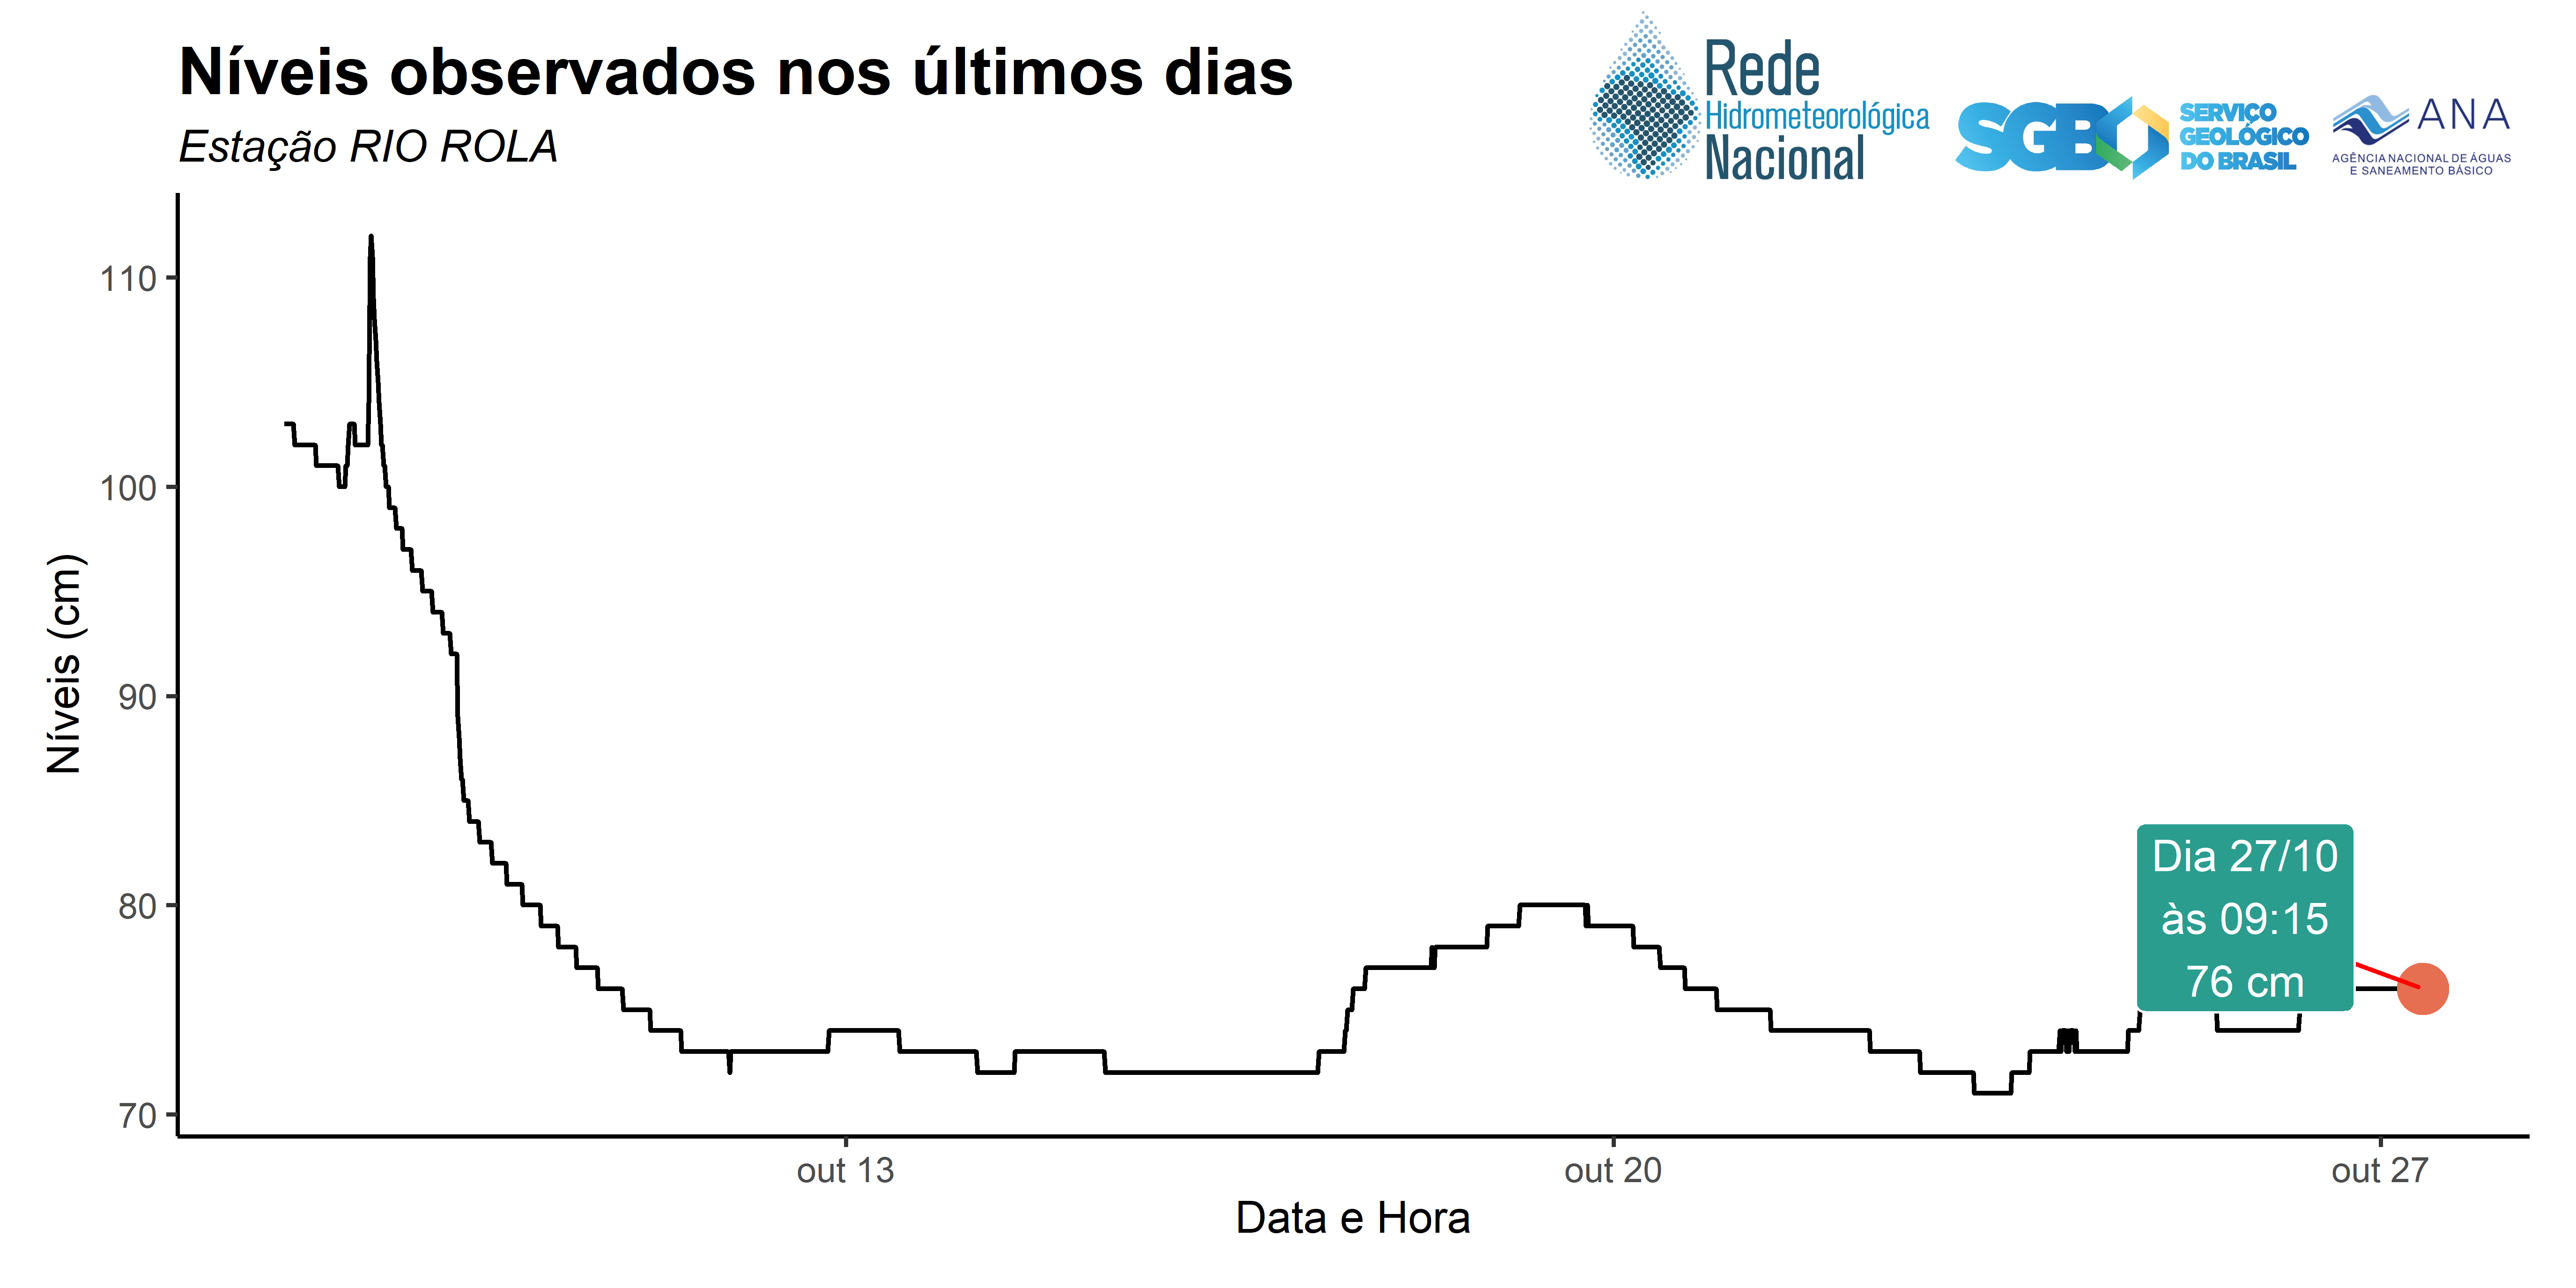 Níveis observados nos últimos dias
Estação RIO ROLA
Rede
Hidrometeorológica
Nacional
SGB
SERVIÇO
GEOLÓGICO
DO BRASIL
ANA
AGÊNCIA NACIONAL DE ÁGUAS
E SANEAMENTO BÁSICO
Níveis (cm)
110
100
90
80
70
Dia 27/10
às 09:15
76 cm
out 13
out 20
out 27
Data e Hora